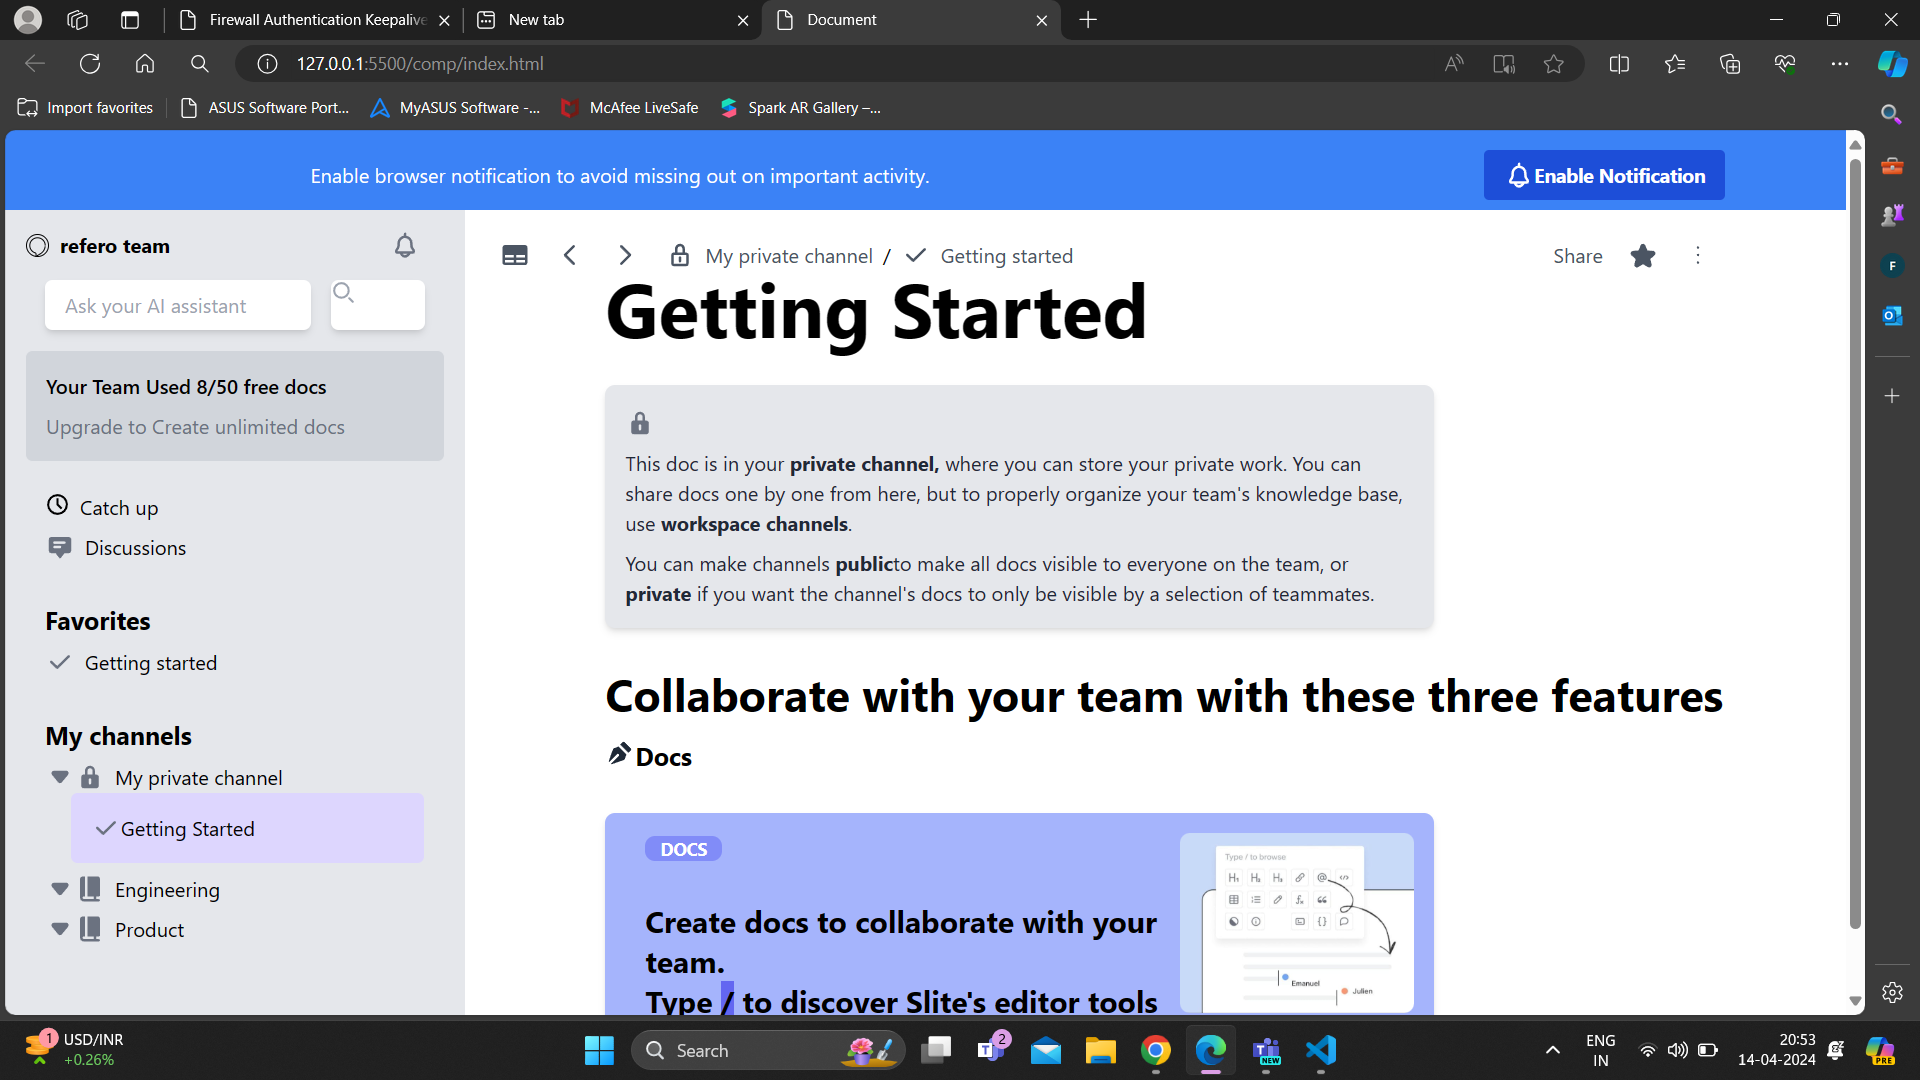 Firewall Authentication Keepalive
New tab
Document
127.0.0.1:5500/comp/index.html
Import favorites
ASUS Software Port...
MyASUS Software -...
McAfee LiveSafe
Spark AR Gallery –...
Enable browser notification to avoid missing out on important activity.
Enable Notification
refero team
Ask your AI assistant
Your Team Used 8/50 free docs
Upgrade to Create unlimited docs
Catch up
Discussions
Favorites
Getting started
My channels
My private channel
Getting Started
Engineering
Product
My private channel / Getting started
Share
Getting Started
This doc is in your private channel, where you can store your private work. You can
share docs one by one from here, but to properly organize your team's knowledge base,
use workspace channels.
You can make channels publicto make all docs visible to everyone on the team, or
private if you want the channel's docs to only be visible by a selection of teammates.
Collaborate with your team with these three features
Docs
DOCS
Create docs to collaborate with your
team.
Type / to discover Slite's editor tools
Type / to browse
H1 H2 H3 @ </>
{}
Emanuel
Julien
F
1
USD/INR
+0.26%
Search
2
NEW
ENG
IN
20:53
14-04-2024
PRE